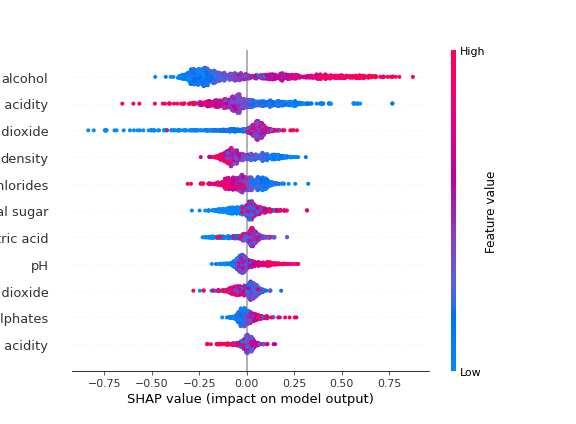 High
alcohol
acidity
dioxide
density
hlorides
al sugar
tric acid
pH
dioxide
lphates
acidity
Feature value
Low
−0.75 −0.50 −0.25 0.00 0.25 0.50 0.75
SHAP value (impact on model output)